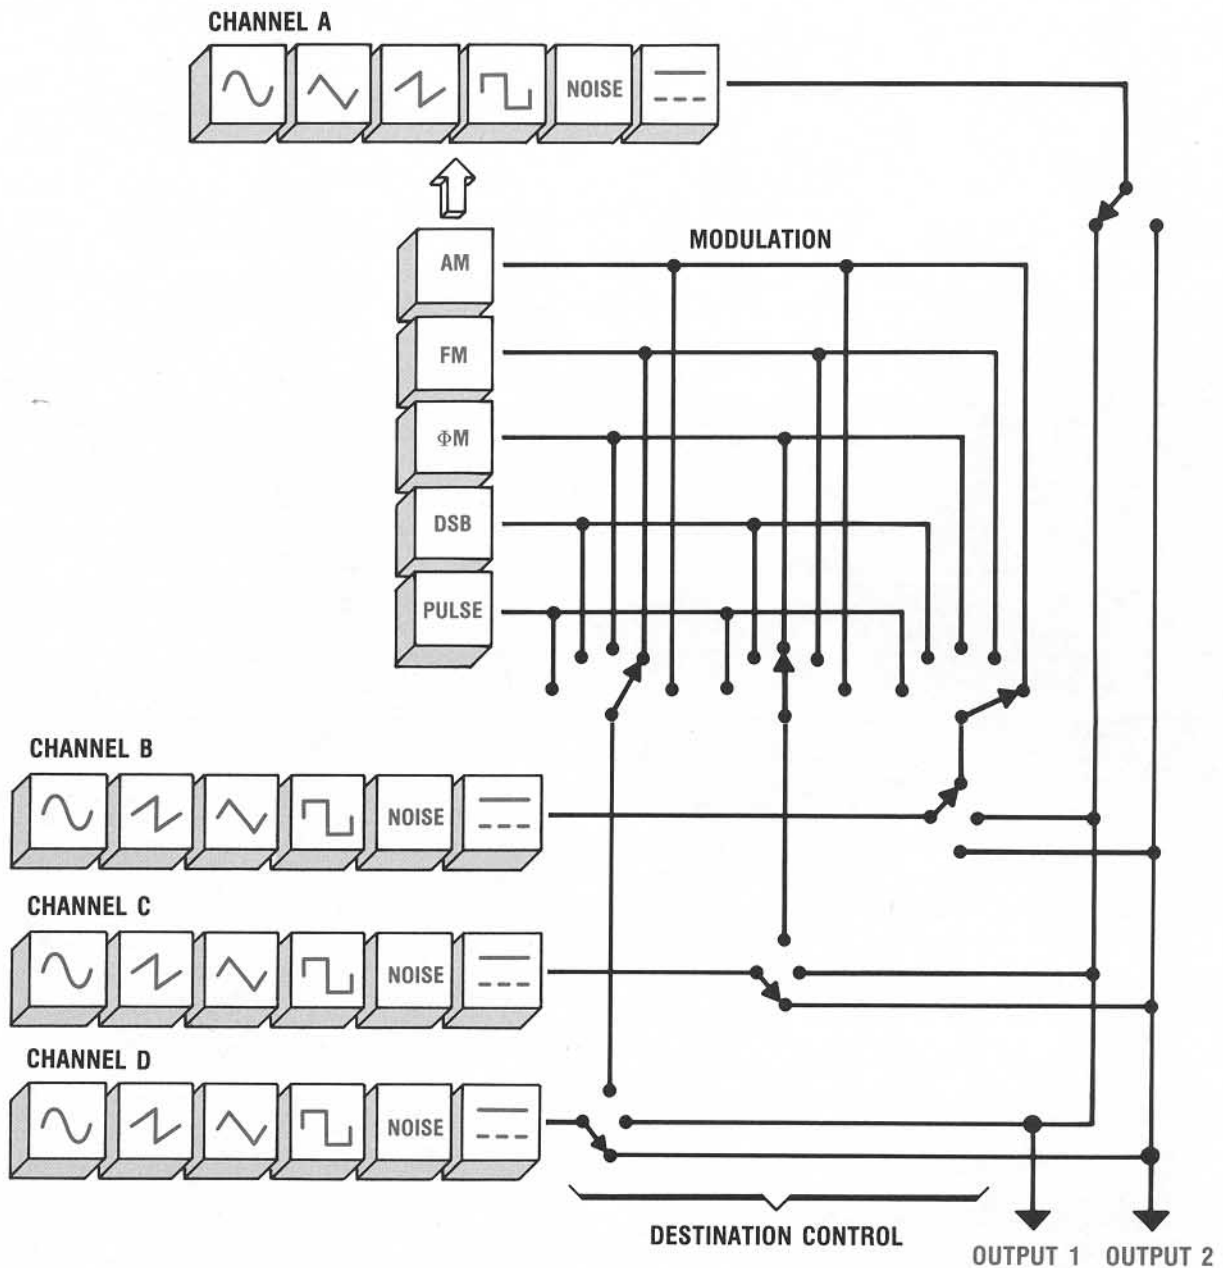 CHANNEL A
NOISE
MODULATION
AM
FM
ΦM
DSB
PULSE
CHANNEL B
NOISE
CHANNEL C
NOISE
CHANNEL D
NOISE
DESTINATION CONTROL
OUTPUT 1 OUTPUT 2